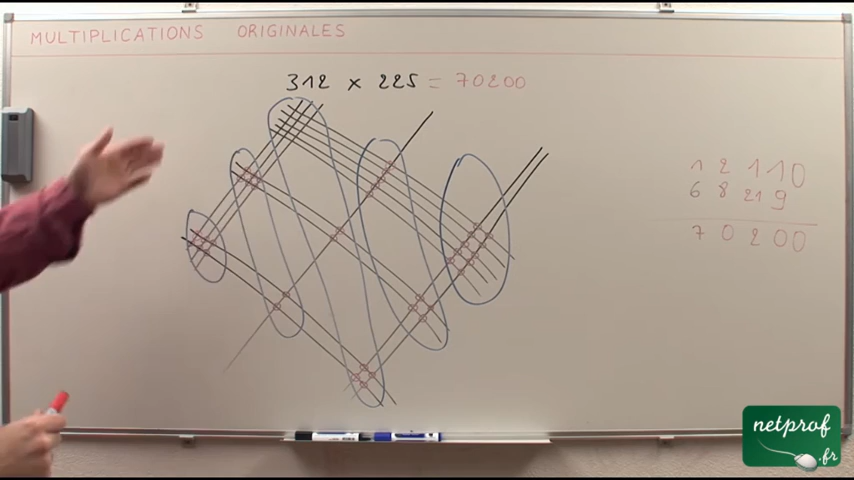 MULTIPLICATIONS ORIGINALES
312 x 225 = 70200
1 2 1 1 0
6 8 21 9
7 0 2 0 0
netprof
.fr